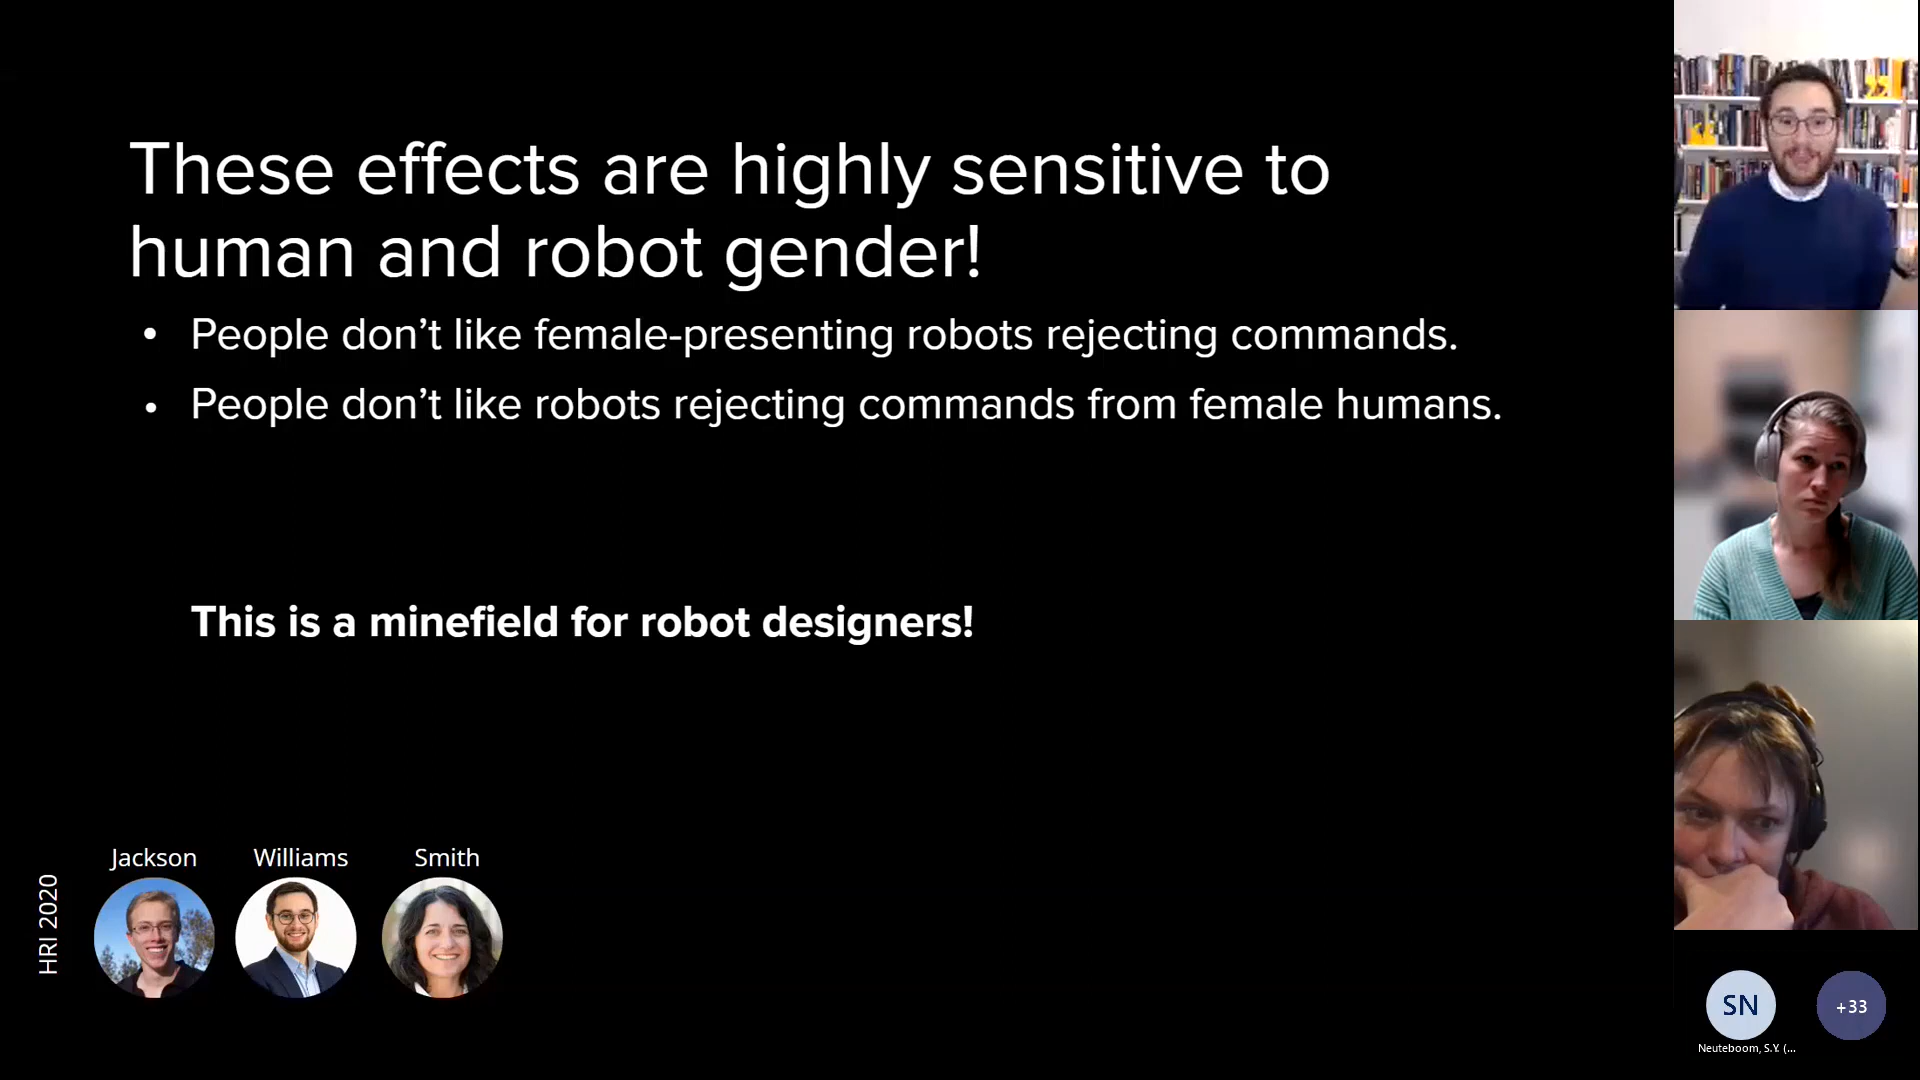 These effects are highly sensitive to
human and robot gender!
• People don’t like female-presenting robots rejecting commands.
• People don’t like robots rejecting commands from female humans.
This is a minefield for robot designers!
HRI 2020
Jackson
Williams
Smith
SN
+33
Neuteboom, S.Y. (...